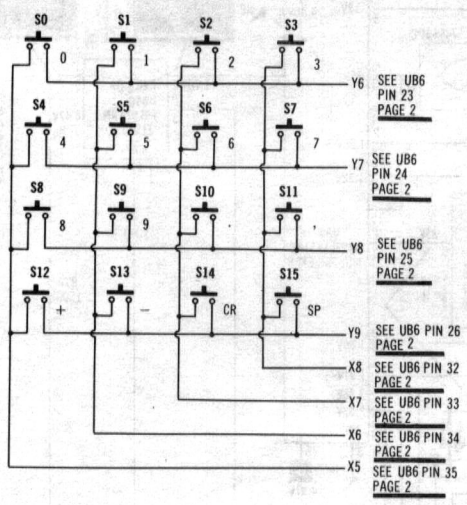 S0 S1 S2 S3
0 1 2 3
Y6 SEE UB6
PIN 23
PAGE 2
S4 S5 S6 S7
4 5 6 7
Y7 SEE UB6
PIN 24
PAGE 2
S8 S9 S10 S11
8 9 ,
Y8 SEE UB6
PIN 25
PAGE 2
S12 S13 S14 S15
+ - CR SP
Y9 SEE UB6 PIN 26
PAGE 2
X8 SEE UB6 PIN 32
PAGE 2
X7 SEE UB6 PIN 33
PAGE 2
X6 SEE UB6 PIN 34
PAGE 2
X5 SEE UB6 PIN 35
PAGE 2